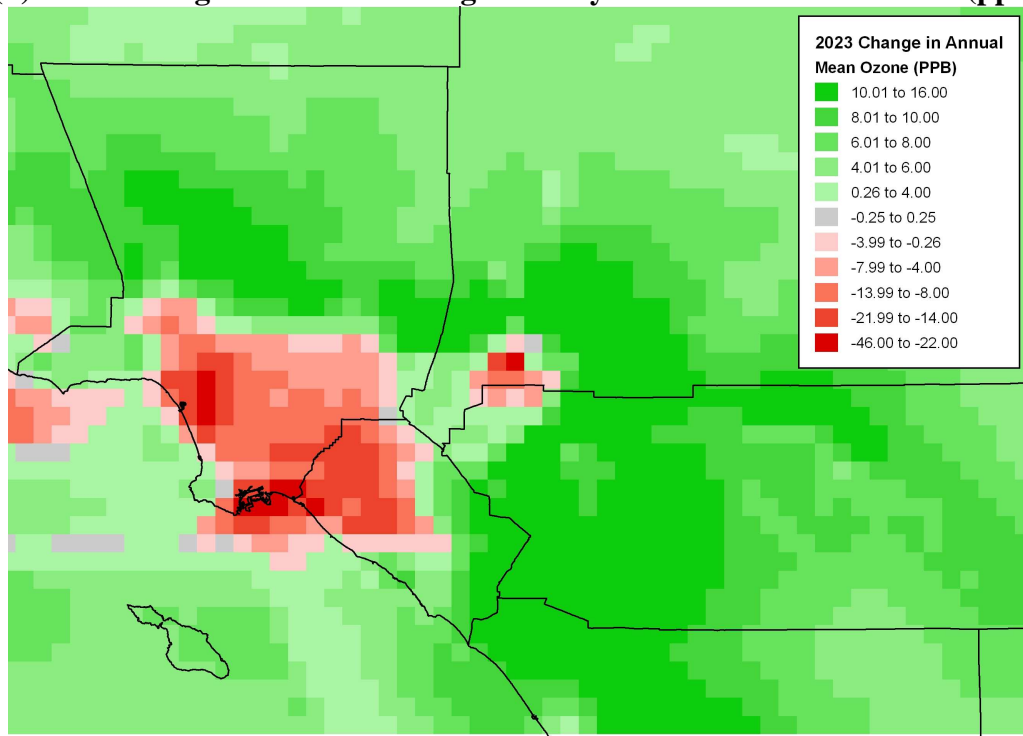 2023 Change in Annual
Mean Ozone (PPB)
10.01 to 16.00
8.01 to 10.00
6.01 to 8.00
4.01 to 6.00
0.26 to 4.00
-0.25 to 0.25
-3.99 to -0.26
-7.99 to -4.00
-13.99 to -8.00
-21.99 to -14.00
-46.00 to -22.00